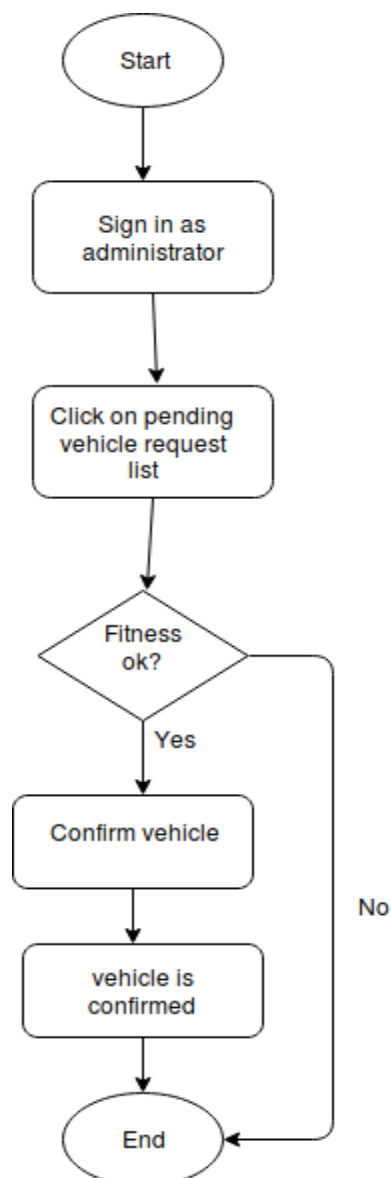 Start
Sign in as
administrator
Click on pending
vehicle request
list
Fitness
ok?
Yes
Confirm vehicle
No
vehicle is
confirmed
End